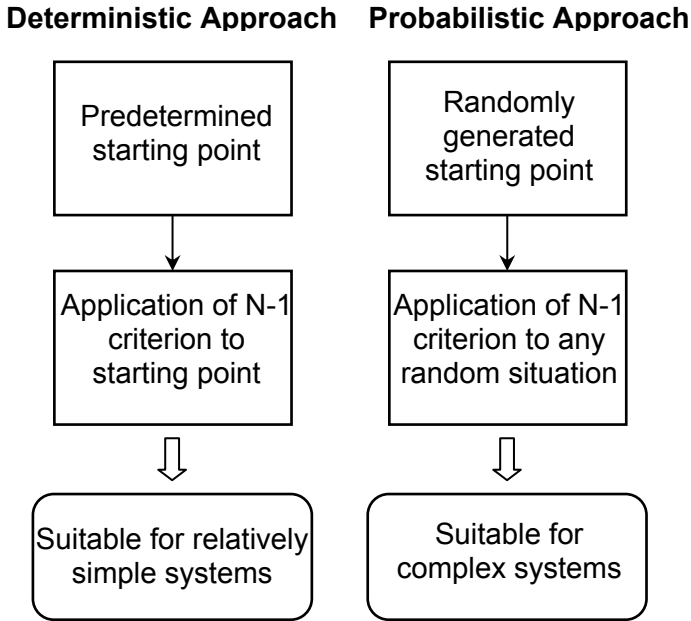 Deterministic Approach
Predetermined
starting point
Application of N-1
criterion to
starting point
Suitable for relatively
simple systems
Probabilistic Approach
Randomly
generated
starting point
Application of N-1
criterion to any
random situation
Suitable for
complex systems